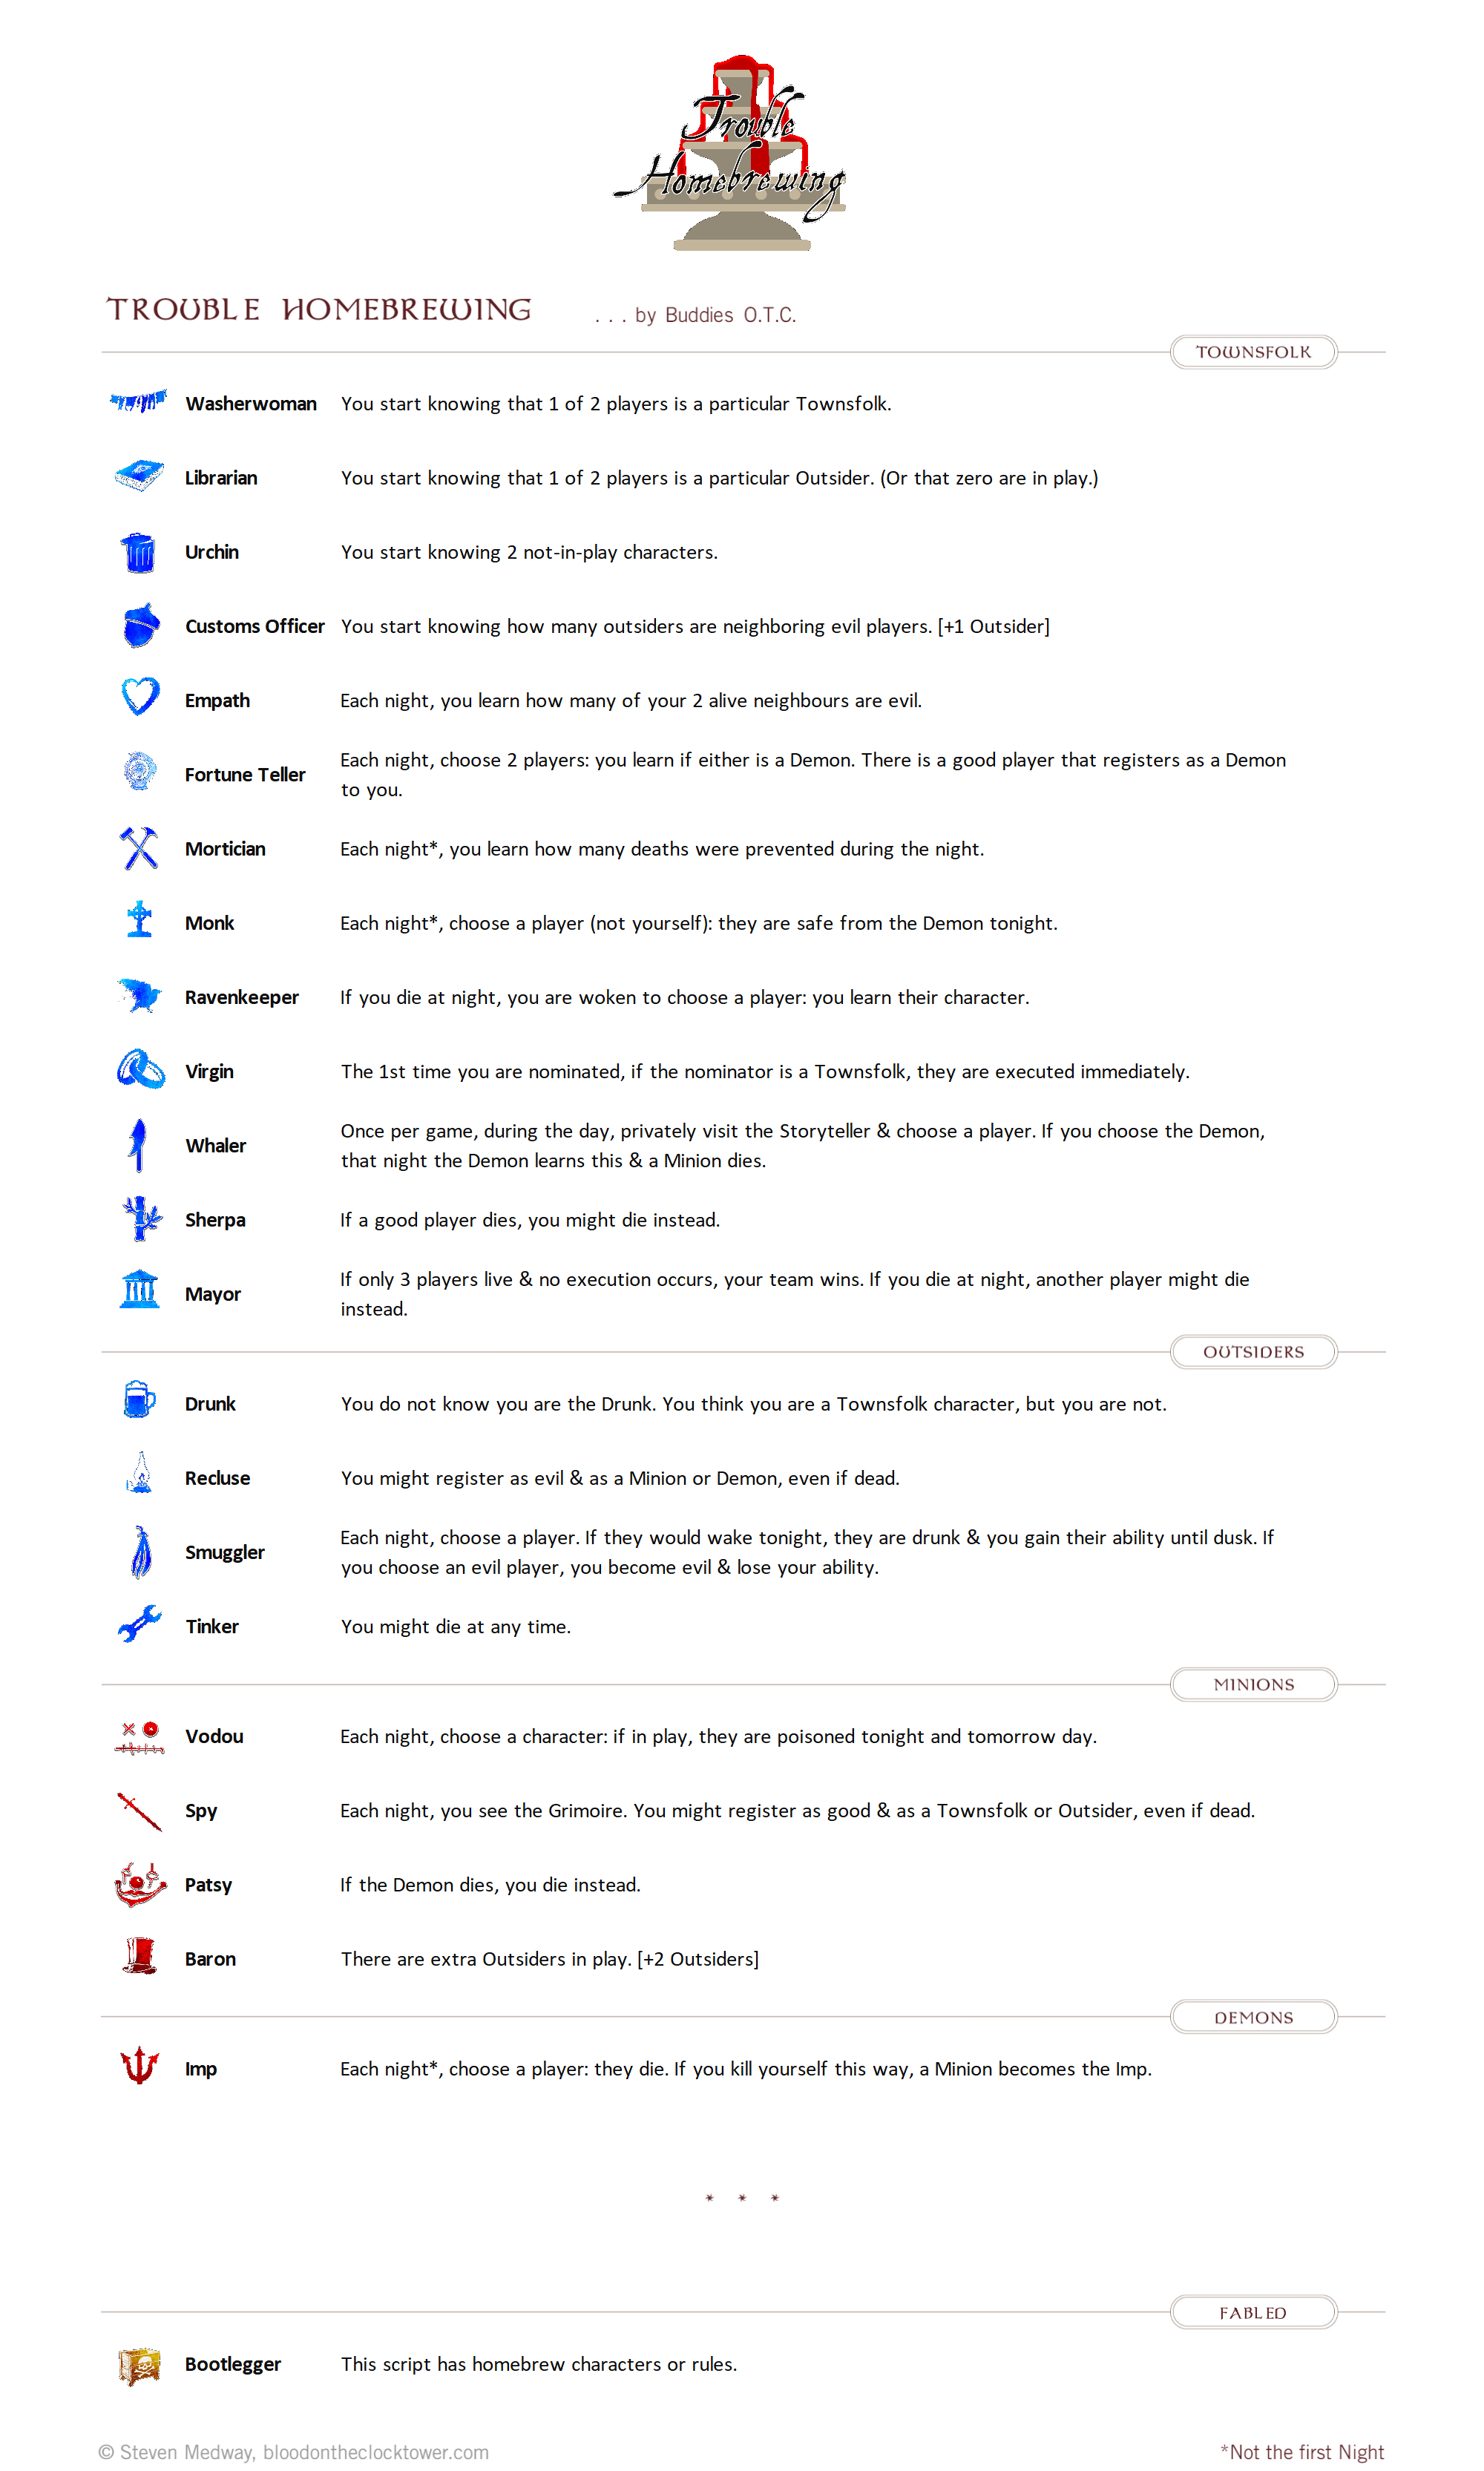 Trouble
Homebrewing
TROUBLE HOMEBREWING . . . by Buddies O.T.C.
TOWNSFOLK
Washerwoman You start knowing that 1 of 2 players is a particular Townsfolk.
Librarian You start knowing that 1 of 2 players is a particular Outsider. (Or that zero are in play.)
Urchin You start knowing 2 not-in-play characters.
Customs Officer You start knowing how many outsiders are neighboring evil players. [+1 Outsider]
Empath Each night, you learn how many of your 2 alive neighbours are evil.
Fortune Teller Each night, choose 2 players: you learn if either is a Demon. There is a good player that registers as a Demon
to you.
Mortician Each night*, you learn how many deaths were prevented during the night.
Monk Each night*, choose a player (not yourself): they are safe from the Demon tonight.
Ravenkeeper If you die at night, you are woken to choose a player: you learn their character.
Virgin The 1st time you are nominated, if the nominator is a Townsfolk, they are executed immediately.
Whaler Once per game, during the day, privately visit the Storyteller & choose a player. If you choose the Demon,
that night the Demon learns this & a Minion dies.
Sherpa If a good player dies, you might die instead.
Mayor If only 3 players live & no execution occurs, your team wins. If you die at night, another player might die
instead.
OUTSIDERS
Drunk You do not know you are the Drunk. You think you are a Townsfolk character, but you are not.
Recluse You might register as evil & as a Minion or Demon, even if dead.
Smuggler Each night, choose a player. If they would wake tonight, they are drunk & you gain their ability until dusk. If
you choose an evil player, you become evil & lose your ability.
Tinker You might die at any time.
MINIONS
Vodou Each night, choose a character: if in play, they are poisoned tonight and tomorrow day.
Spy Each night, you see the Grimoire. You might register as good & as a Townsfolk or Outsider, even if dead.
Patsy If the Demon dies, you die instead.
Baron There are extra Outsiders in play. [+2 Outsiders]
DEMONS
Imp Each night*, choose a player: they die. If you kill yourself this way, a Minion becomes the Imp.
* * *
FABLED
Bootlegger This script has homebrew characters or rules.
© Steven Medway, bloodontheclocktower.com *Not the first Night